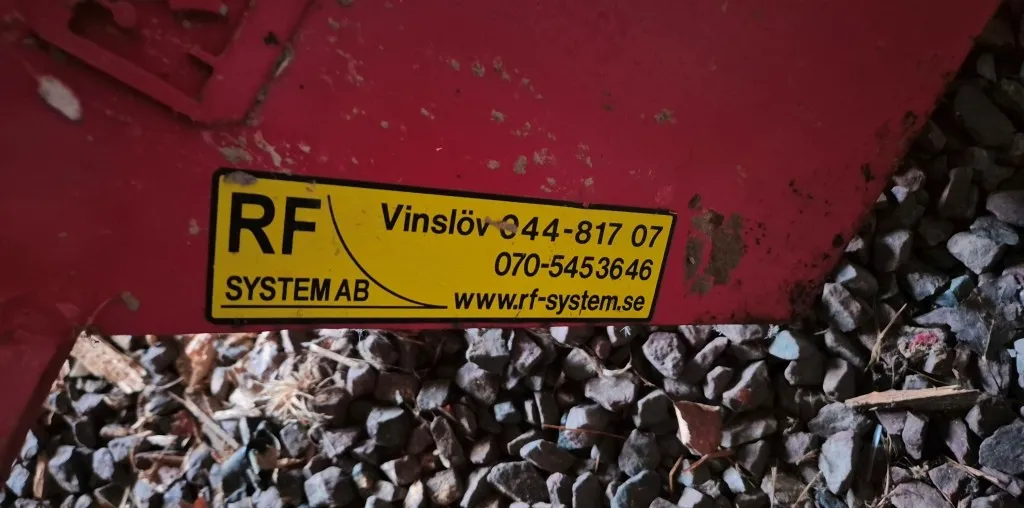 RF
SYSTEM AB
Vinslöv 044-817 07
070-5453646
www.rf-system.se